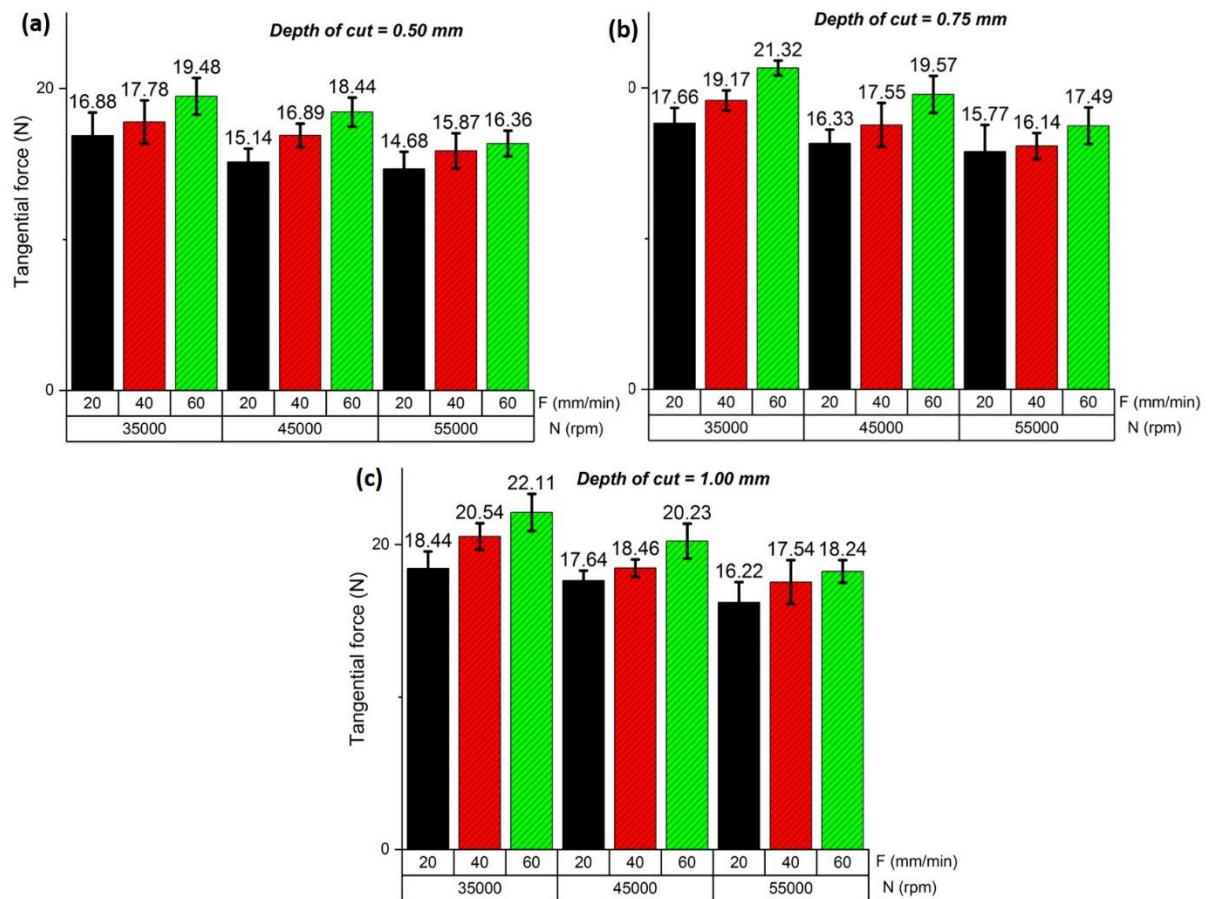 (a)
Depth of cut = 0.50 mm
Tangential force (N)
20
0
16.88 17.78 19.48 15.14 16.89 18.44 14.68 15.87 16.36
20 40 60 20 40 60 20 40 60 F (mm/min)
35000 45000 55000 N (rpm)
(b)
Depth of cut = 0.75 mm
0
0
17.66 19.17 21.32 16.33 17.55 19.57 15.77 16.14 17.49
20 40 60 20 40 60 20 40 60 F (mm/min)
35000 45000 55000 N (rpm)
(c)
Depth of cut = 1.00 mm
Tangential force (N)
20
0
18.44 20.54 22.11 17.64 18.46 20.23 16.22 17.54 18.24
20 40 60 20 40 60 20 40 60 F (mm/min)
35000 45000 55000 N (rpm)